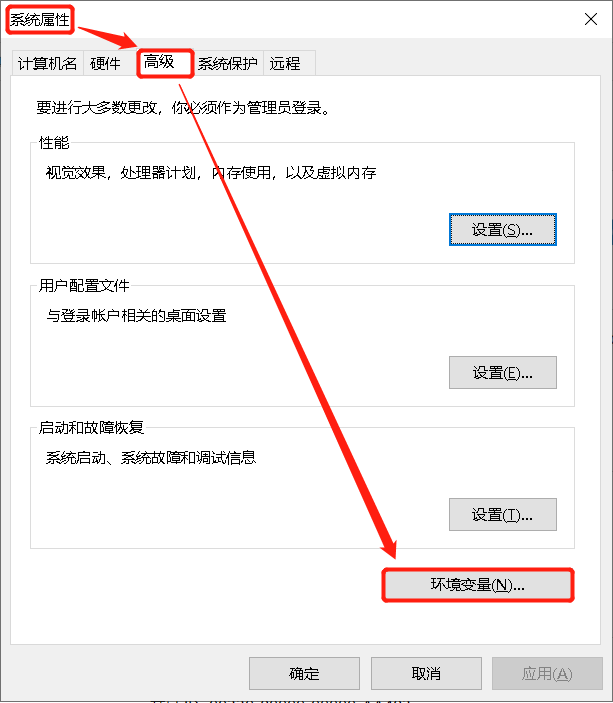 系统属性
计算机名 硬件 高级 系统保护 远程
要进行大多数更改，你必须作为管理员登录。
性能
视觉效果，处理器计划，内存使用，以及虚拟内存
设置(S)...
用户配置文件
与登录帐户相关的桌面设置
设置(E)...
启动和故障恢复
系统启动、系统故障和调试信息
设置(T)...
环境变量(N)...
确定 取消 应用(A)